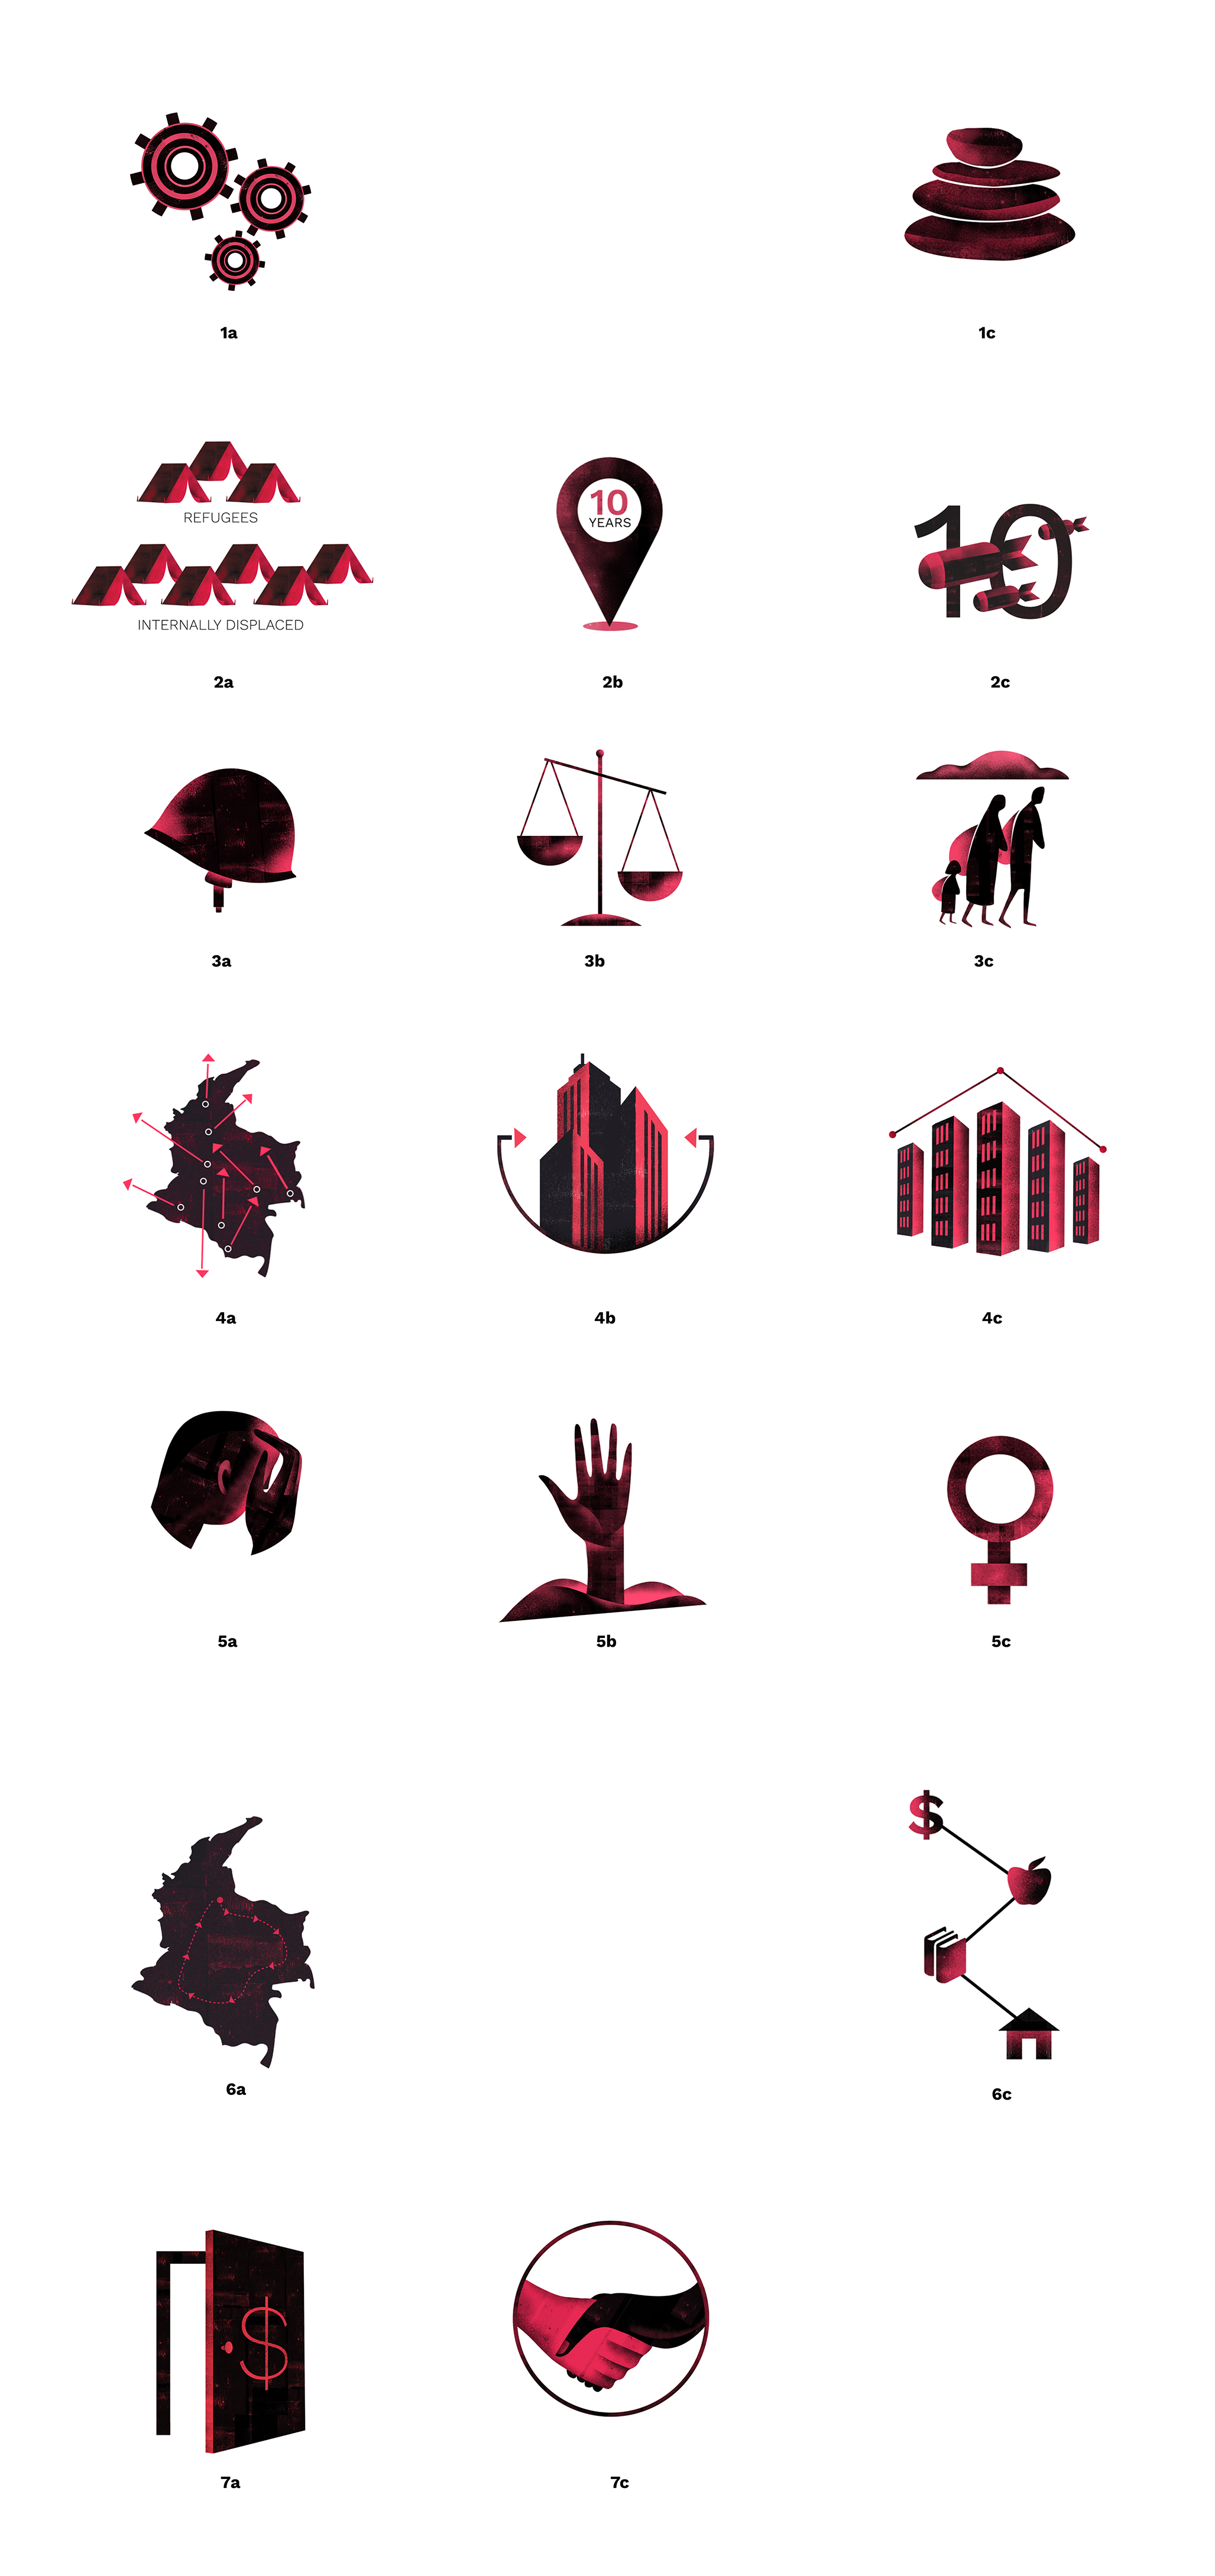 1a
1c
REFUGEES
INTERNALLY DISPLACED
10
YEARS
10
2a
2b
2c
3a
3b
3c
4a
4b
4c
5a
5b
5c
$
6a
6c
$
7a
7c